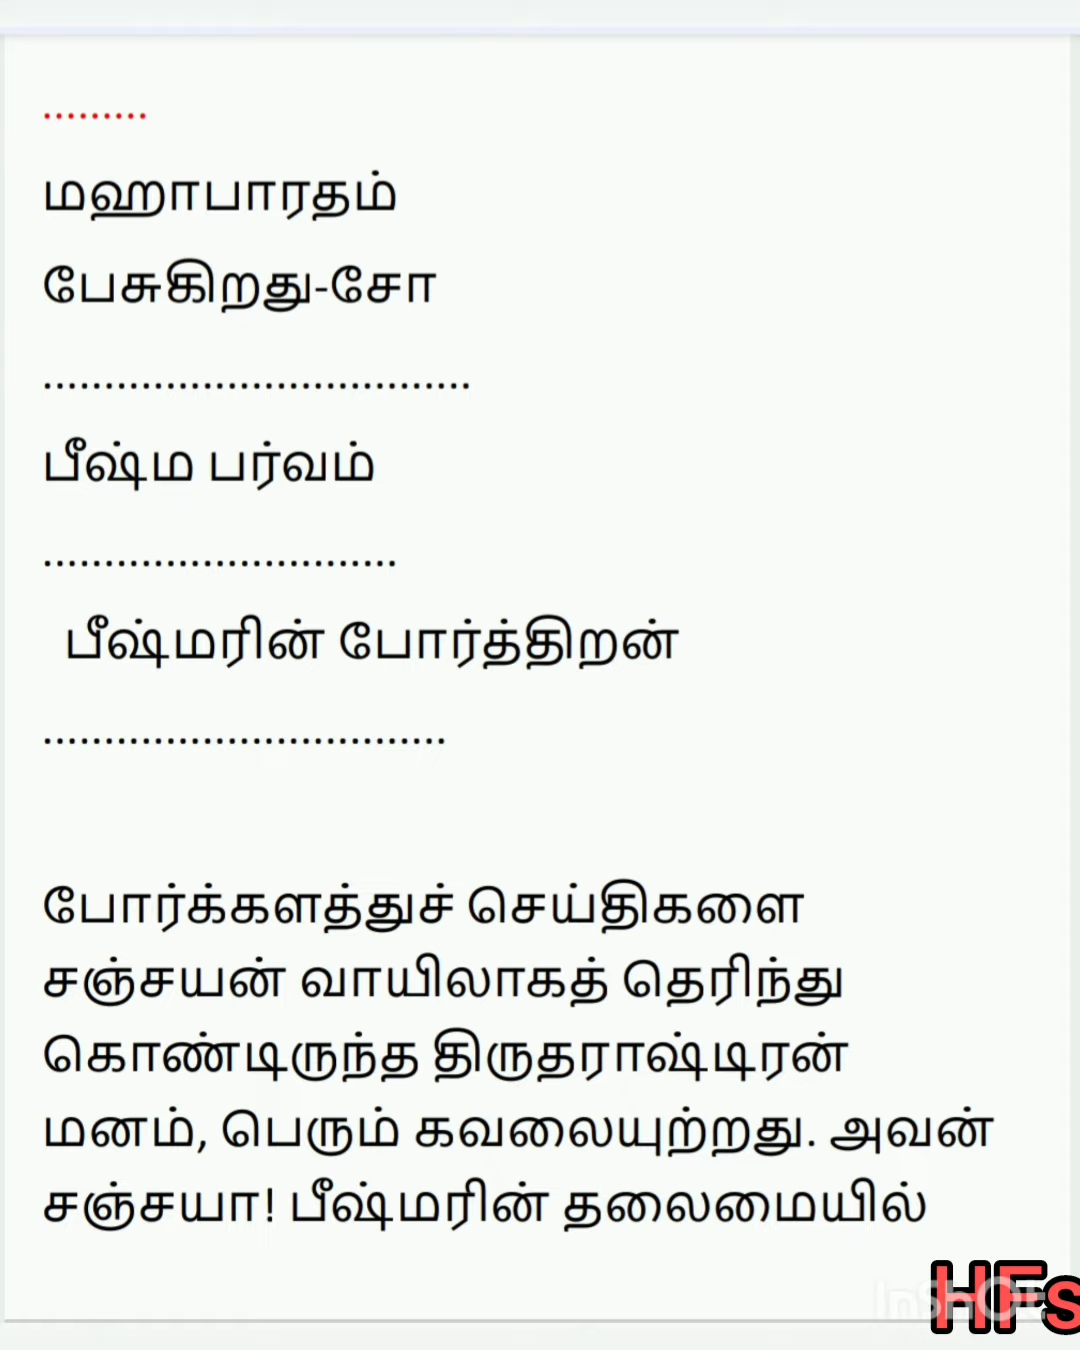 .........
மஹாபாரதம்
பேசுகிறது-சோ
...................................
பீஷ்ம பர்வம்
.............................
பீஷ்மரின் போர்த்திறன்
.................................
போர்க்களத்துச் செய்திகளை
சஞ்சயன் வாயிலாகத் தெரிந்து
கொண்டிருந்த திருதராஷ்டிரன்
மனம், பெரும் கவலையுற்றது. அவன்
சஞ்சயா! பீஷ்மரின் தலைமையில்
InShOt
HFs